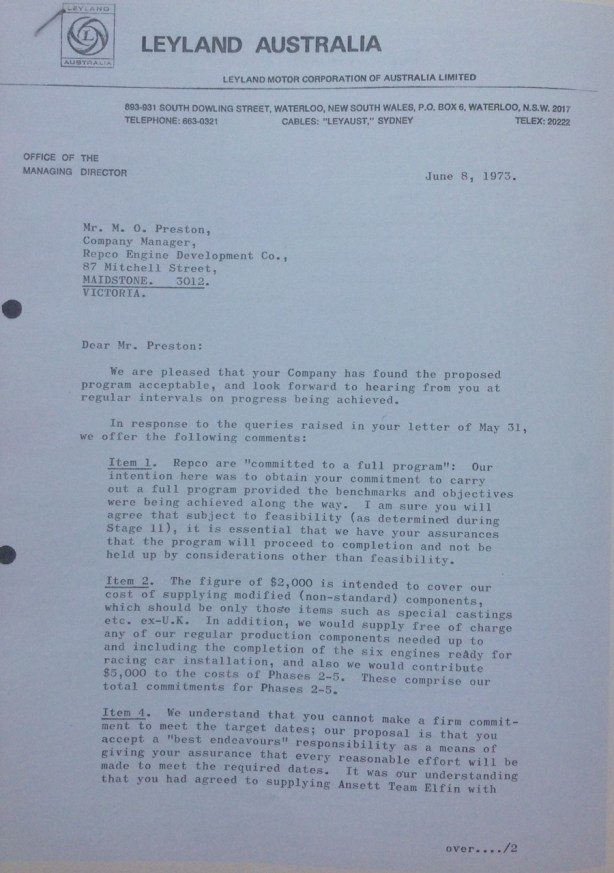 LEYLAND
L
AUSTRALIA
LEYLAND AUSTRALIA
LEYLAND MOTOR CORPORATION OF AUSTRALIA LIMITED
893-931 SOUTH DOWLING STREET, WATERLOO, NEW SOUTH WALES, P.O. BOX 6, WATERLOO, N.S.W. 2017
TELEPHONE: 663-0321 CABLES: "LEYAUST," SYDNEY TELEX: 20222
OFFICE OF THE
MANAGING DIRECTOR
June 8, 1973.
Mr. M. O. Preston,
Company Manager,
Repco Engine Development Co.,
87 Mitchell Street,
MAIDSTONE. 3012.
VICTORIA.
Dear Mr. Preston:
We are pleased that your Company has found the proposed
program acceptable, and look forward to hearing from you at
regular intervals on progress being achieved.
In response to the queries raised in your letter of May 31,
we offer the following comments:
Item 1. Repco are "committed to a full program": Our
intention here was to obtain your commitment to carry
out a full program provided the benchmarks and objectives
were being achieved along the way. I am sure you will
agree that subject to feasibility (as determined during
Stage 11), it is essential that we have your assurances
that the program will proceed to completion and not be
held up by considerations other than feasibility.
Item 2. The figure of $2,000 is intended to cover our
cost of supplying modified (non-standard) components,
which should be only those items such as special castings
etc. ex-U.K. In addition, we would supply free of charge
any of our regular production components needed up to
and including the completion of the six engines ready for
racing car installation, and also we would contribute
$5,000 to the costs of Phases 2-5. These comprise our
total commitments for Phases 2-5.
Item 4. We understand that you cannot make a firm commit-
ment to meet the target dates; our proposal is that you
accept a "best endeavours" responsibility as a means of
giving your assurance that every reasonable effort will be
made to meet the required dates. It was our understanding
that you had agreed to supplying Ansett Team Elfin with
over..../2